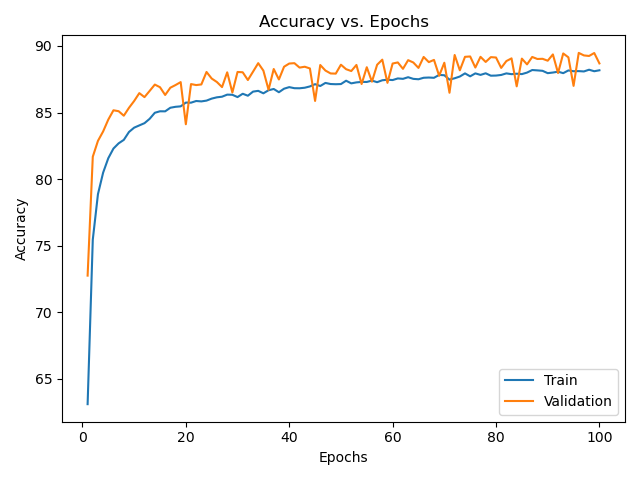 Accuracy vs. Epochs
90
85
80
75
70
65
Accuracy
0 20 40 60 80 100
Epochs
Train
Validation